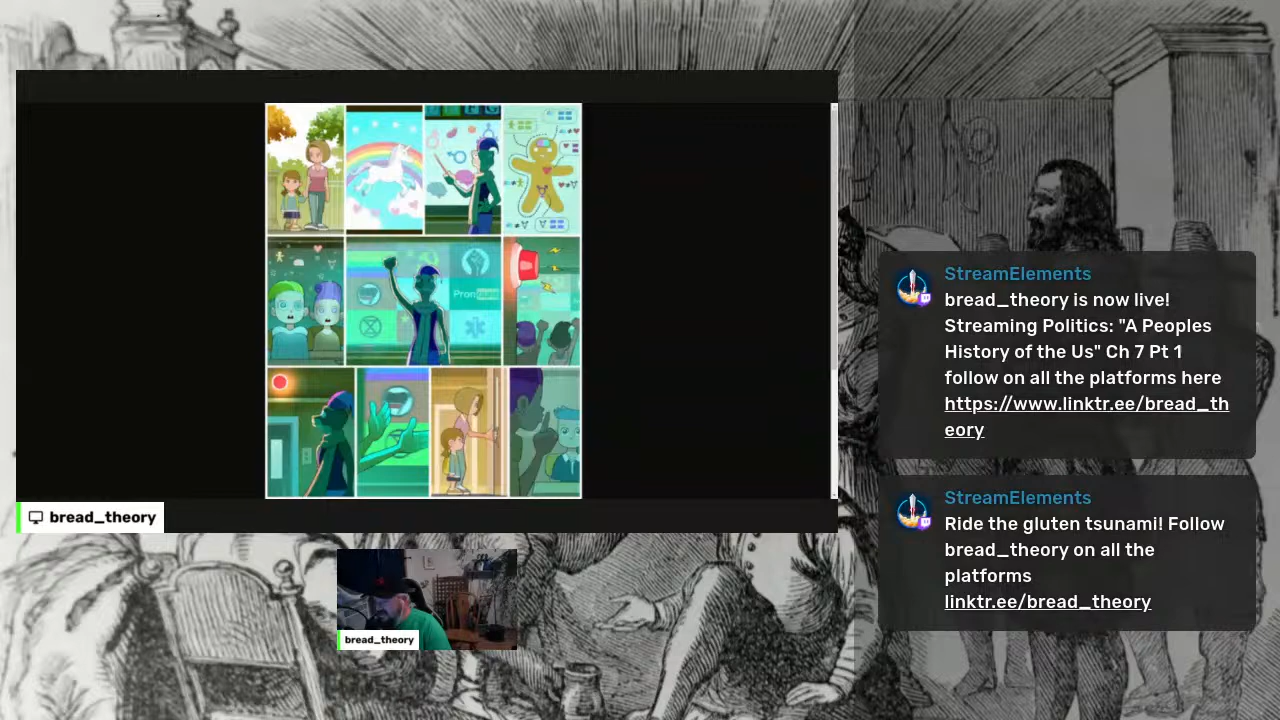 Pron
bread_theory
bread_theory
StreamElements
bread_theory is now live!
Streaming Politics: "A Peoples
History of the Us" Ch 7 Pt 1
follow on all the platforms here
https://www.linktr.ee/bread_th
eory
StreamElements
Ride the gluten tsunami! Follow
bread_theory on all the
platforms
linktr.ee/bread_theory